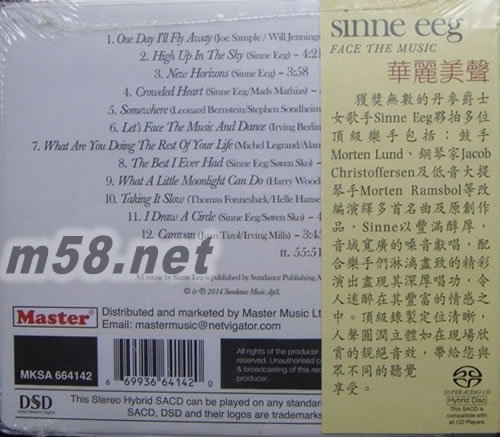 1. One Day I'll Fly Away (Joe Sample / Will Jenning
2. High Up In The Sky (Sinne Eeg) - 4:21
3. New Horizons (Sinne Eeg) - 3:58
4. Crowded Heart (Sinne Eeg/Mads Mathias) -
5. Somewhere (Leonard Bernstein/Stephen Sondheim
6. Let's Face The Music And Dance (Irving Berlin
7. What Are You Doing The Rest Of Your Life (Michel Legrand/Alan
8. The Best I Ever Had (Sinne Eeg/Søren Sko) -
9. What A Little Moonlight Can Do (Harry Wood
10. Taking It Slow (Thomas Fonnesbæk/Helle Hansen
11. I Draw A Circle (Sinne Eeg/Søren Sko) - 4:
12. Caravan (Juan Tizol/Irving Mills) - 3:
tt. 55:51
All music by Sinne Eeg is published by Sundance Publishing A
© & ℗ 2014 Sundance Music ApS.
m58.net
Master
Distributed and marketed by Master Music Lt
Email: mastermusic@netvigator.com
MKSA 664142
6 69936 64142 0
All rights of the producer
reserved. Unauthorised co
& broadcasting of this reco
DSD
Direct Stream Digital
This Stereo Hybrid SACD can be played on any standard
SACD, DSD and their logos are trademarks
sinne eeg
FACE THE MUSIC
華麗美聲
獲獎無數的丹麥爵士
女歌手Sinne Eeg夥拍多位
頂級樂手包括：鼓手
Morten Lund、鋼琴家Jacob
Christoffersen及低音大提
琴手Morten Ramsbol等改
編演繹多首名曲及原創作
品，Sinne以豐滿醇厚，
音域寬廣的嗓音獻唱，配
合樂手們淋漓盡致的精彩
演出盡現其深厚唱功，令
人迷醉在其豐富的情感之
中。頂級錄製定位清晰，
人聲圓潤立體如在現場欣
賞的靚絕音效，帶給您與
眾不同的聽覺
享受。
SUPER AUDIO CD
Hybrid Disc
This SACD is
compatible with
all CD Players